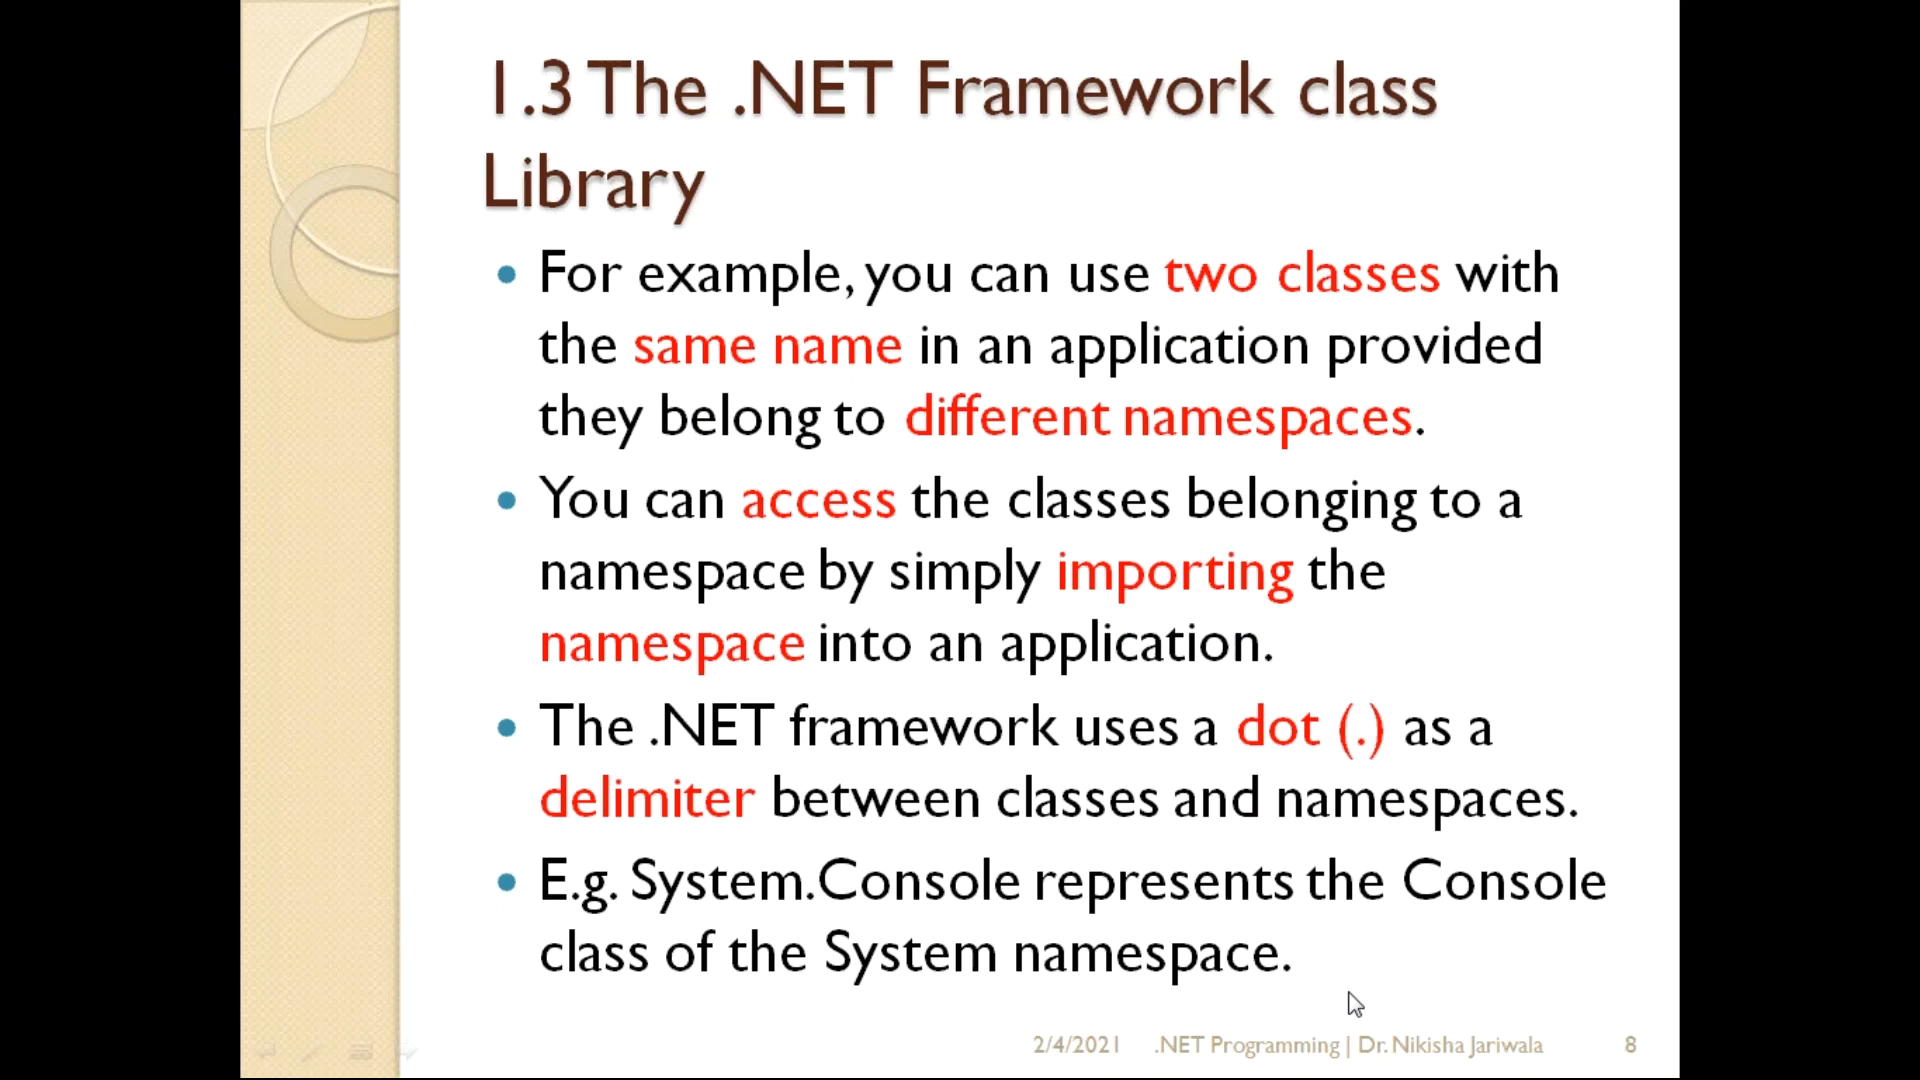 1.3 The .NET Framework class
Library
• For example, you can use two classes with
the same name in an application provided
they belong to different namespaces.
• You can access the classes belonging to a
namespace by simply importing the
namespace into an application.
• The .NET framework uses a dot (.) as a
delimiter between classes and namespaces.
• E.g. System.Console represents the Console
class of the System namespace.
2/4/2021 .NET Programming | Dr. Nikisha Jariwala 8